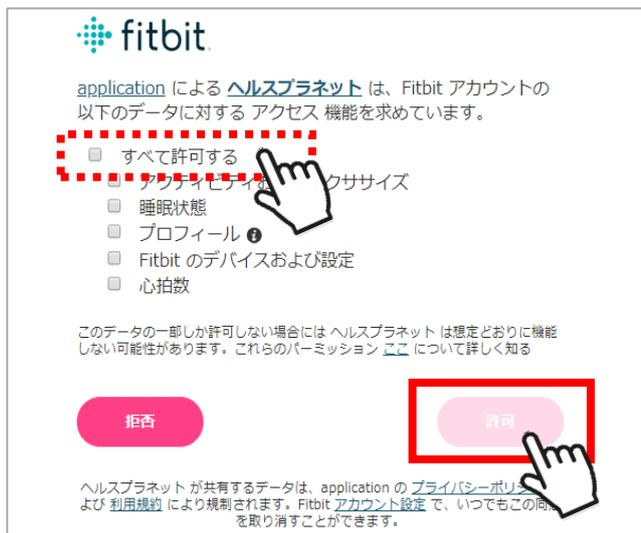 fitbit
application による ヘルスプラネット は、Fitbit アカウントの
以下のデータに対する アクセス 機能を求めています。
すべて許可する
アクティビティお クササイズ
睡眠状態
プロフィール
Fitbit のデバイスおよび設定
心拍数
このデータの一部しか許可しない場合には ヘルスプラネット は想定どおりに機能
しない可能性があります。これらのパーミッション ここ について詳しく知る
拒否
許可
ヘルスプラネット が共有するデータは、application の プライバシーポリシ
よび 利用規約 により規制されます。Fitbit アカウント設定 で、いつでもこの同
を取り消すことができます。